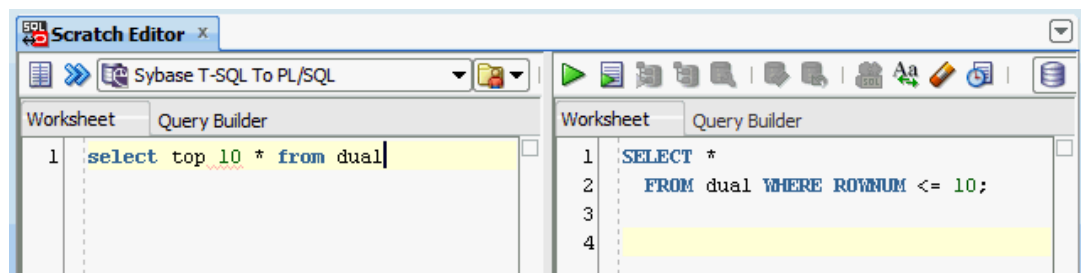 Scratch Editor x
Sybase T-SQL To PL/SQL
Worksheet Query Builder
1 select top 10 * from dual
Worksheet Query Builder
1 SELECT *
2 FROM dual WHERE ROWNUM <= 10;
3
4